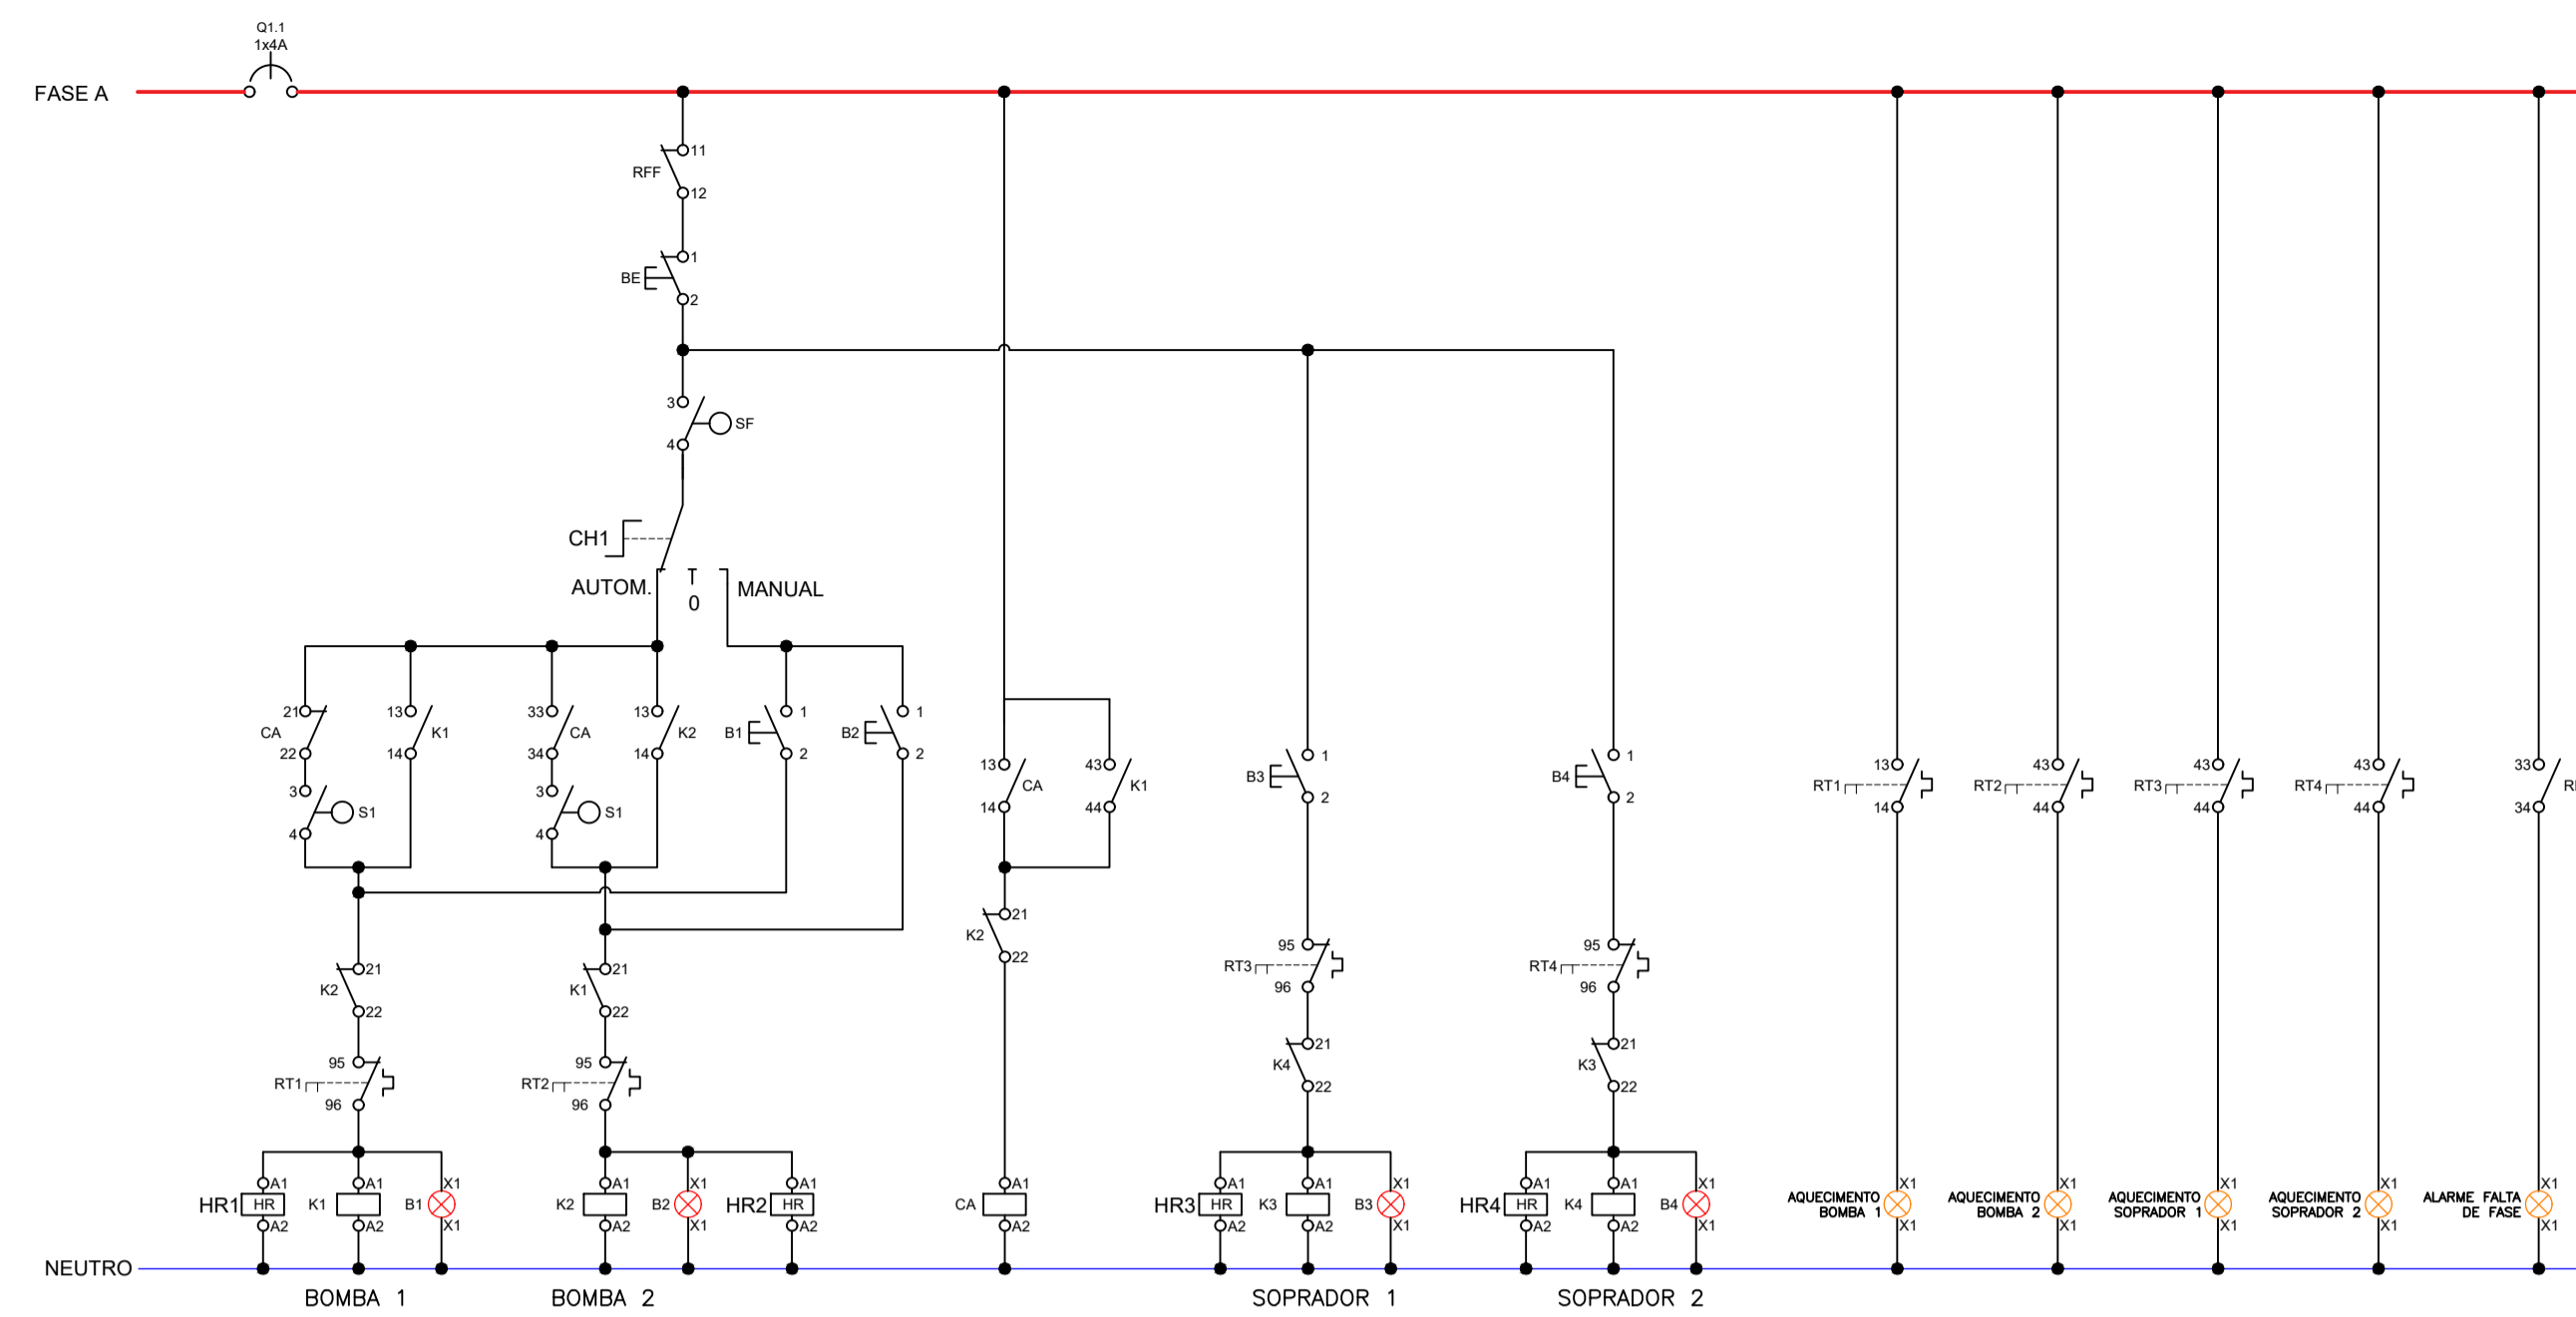 Q1.1
1x4A
FASE A
11
RFF
12
1
BE
2
3
SF
4
CH1
AUTOM.
0
MANUAL
21
CA
22
13
K1
14
33
CA
34
13
K2
14
1
B1
2
1
B2
2
3
S1
4
3
S1
4
13
CA
14
43
K1
44
1
B3
2
1
B4
2
13
RT1
14
43
RT2
44
43
RT3
44
43
RT4
44
33
34
21
K2
22
21
K2
22
21
K1
22
95
RT3
96
95
RT4
96
21
K4
22
21
K3
22
95
RT1
96
95
RT2
96
A1
HR1
HR
A2
A1
K1
A2
X1
B1
X1
A1
K2
A2
X1
B2
X1
A1
HR2
HR
A2
A1
CA
A2
A1
HR3
HR
A2
A1
K3
A2
X1
B3
X1
A1
HR4
HR
A2
A1
K4
A2
X1
B4
X1
X1
AQUECIMENTO
BOMBA 1
X1
X1
AQUECIMENTO
BOMBA 2
X1
X1
AQUECIMENTO
SOPRADOR 1
X1
X1
AQUECIMENTO
SOPRADOR 2
X1
X1
ALARME FALTA
DE FASE
X1
NEUTRO
BOMBA 1
BOMBA 2
SOPRADOR 1
SOPRADOR 2